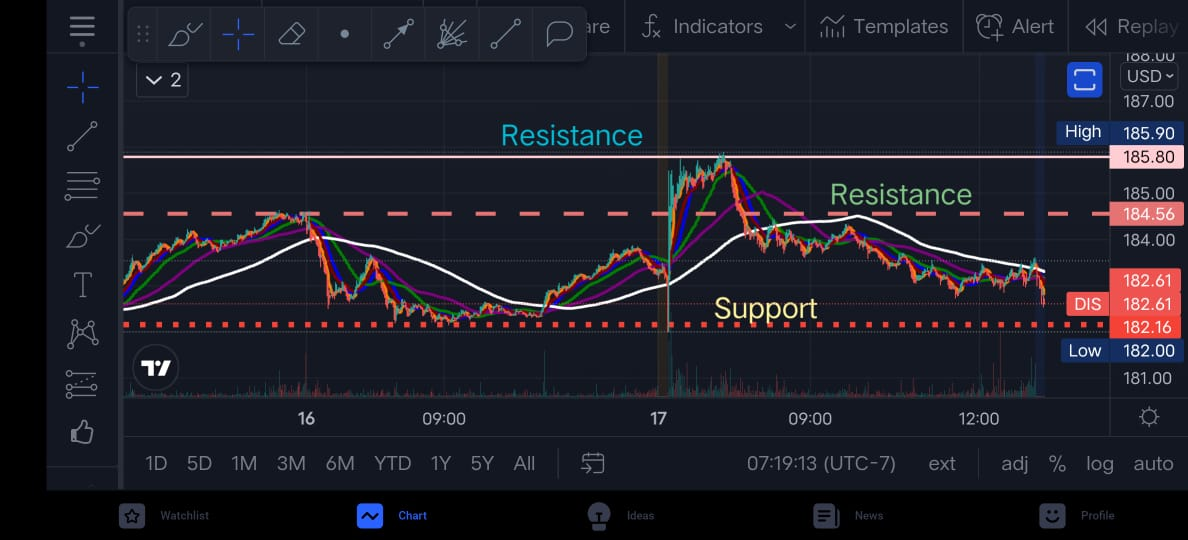 are
Indicators
Templates
Alert
Replay
2
188.00
USD
187.00
High 185.90
185.80
185.00
184.56
184.00
182.61
DIS 182.61
182.16
Low 182.00
181.00
Resistance
Resistance
Support
16 09:00 17 09:00 12:00
1D 5D 1M 3M 6M YTD 1Y 5Y All 07:19:13 (UTC-7) ext adj % log auto
Watchlist Chart Ideas News Profile